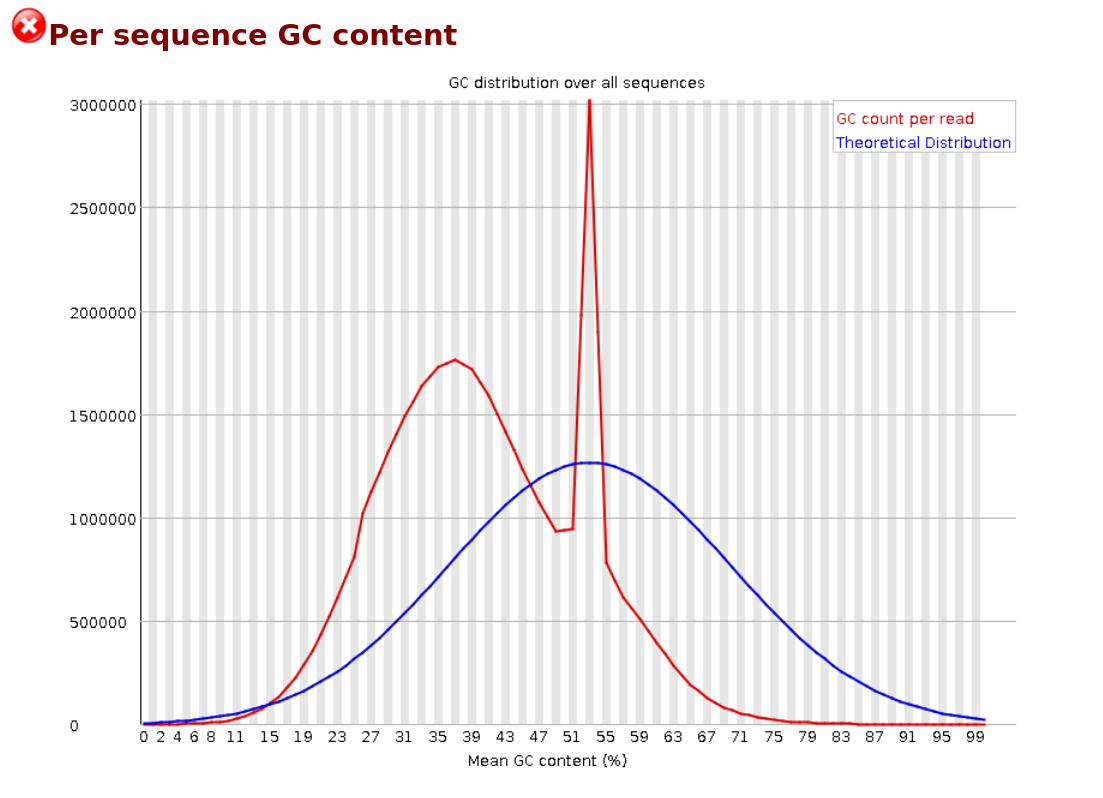 Per sequence GC content
GC distribution over all sequences
GC count per read
Theoretical Distribution
3000000
2500000
2000000
1500000
1000000
500000
0
0 2 4 6 8 11 15 19 23 27 31 35 39 43 47 51 55 59 63 67 71 75 79 83 87 91 95 99
Mean GC content (%)